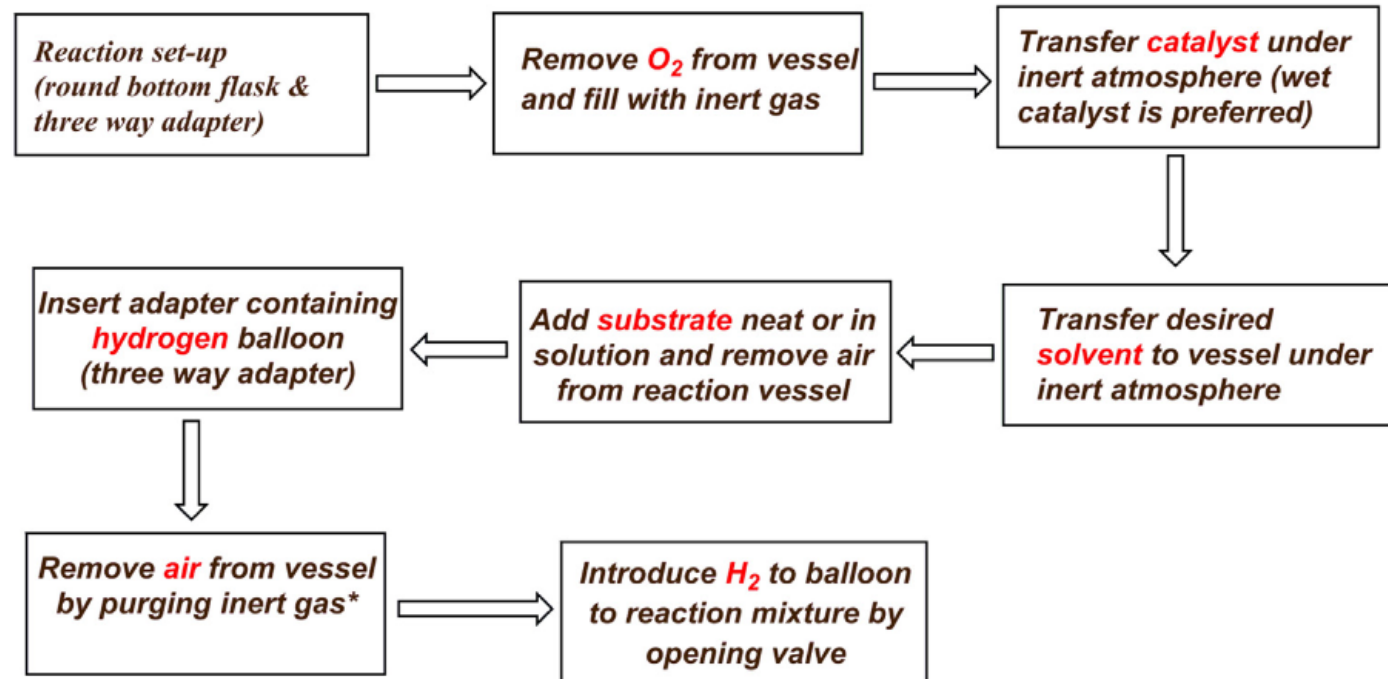 Reaction set-up
(round bottom flask &
three way adapter)
Remove O₂ from vessel
and fill with inert gas
Transfer catalyst under
inert atmosphere (wet
catalyst is preferred)
Transfer desired
solvent to vessel under
inert atmosphere
Add substrate neat or in
solution and remove air
from reaction vessel
Insert adapter containing
hydrogen balloon
(three way adapter)
Remove air from vessel
by purging inert gas*
Introduce H₂ to balloon
to reaction mixture by
opening valve